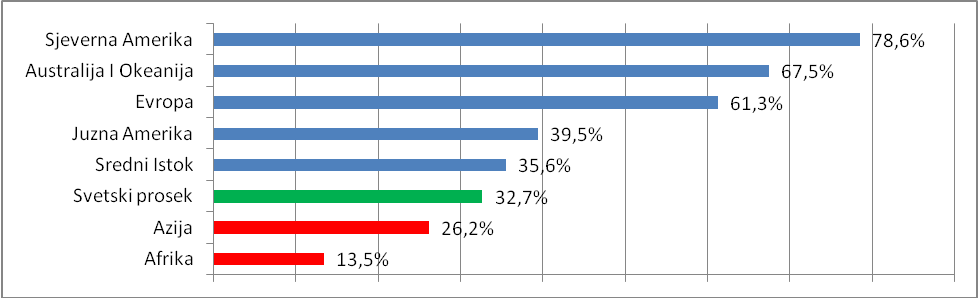 Sjeverna Amerika 78,6%
Australija I Okeanija 67,5%
Evropa 61,3%
Juzna Amerika 39,5%
Sredni Istok 35,6%
Svetski prosek 32,7%
Azija 26,2%
Afrika 13,5%